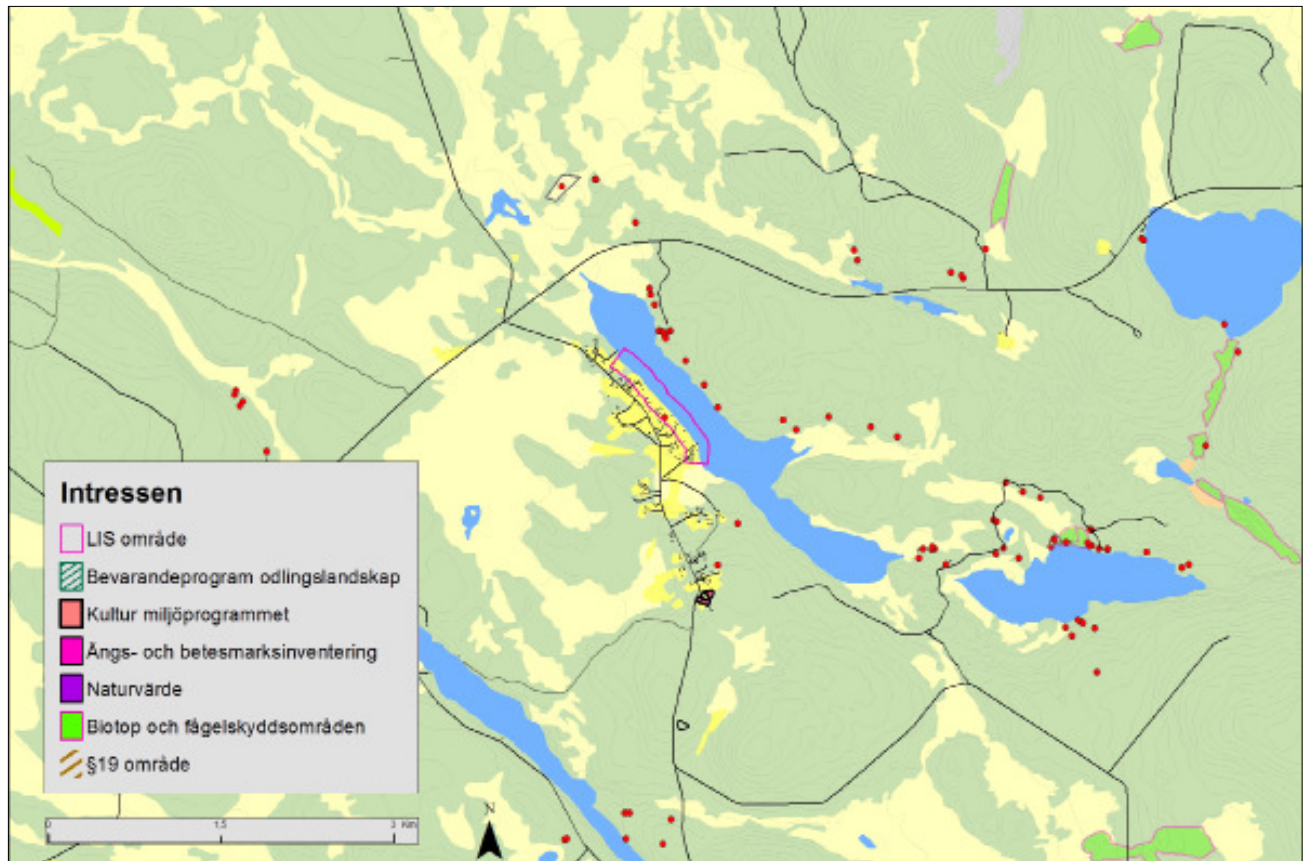 Intressen
LIS område
Bevarandeprogram odlingslandskap
Kultur miljöprogrammet
Ängs- och betesmarksinventering
Naturvärde
Biotop och fågelskyddsområden
§19 område
0 1,5 3 Km
N